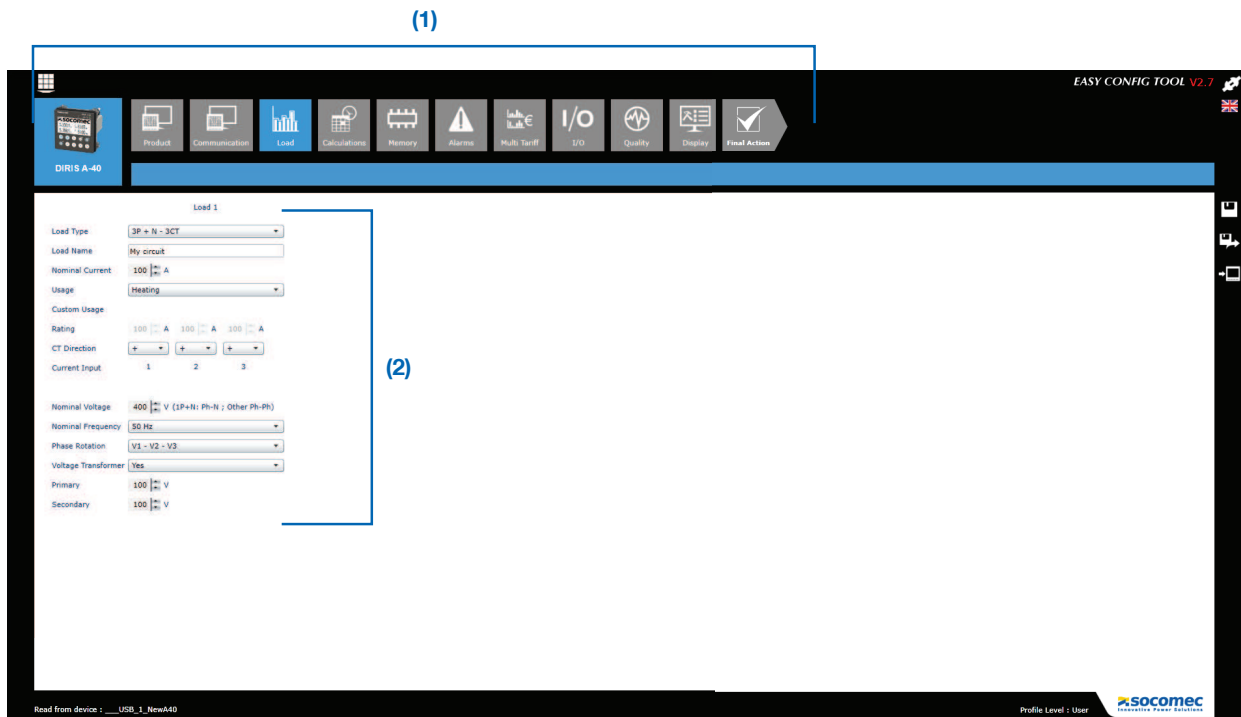 (1)
EASY CONFIG TOOL V2.7
socomec
Product
Communication
Load
Calculations
Memory
Alarms
€
Multi Tariff
I/O
I/O
Quality
Display
Final Action
DIRIS A-40
Load 1
Load Type 3P + N - 3CT
Load Name My circuit
Nominal Current 100 A
Usage Heating
Custom Usage
Rating 100 A 100 A 100 A
CT Direction + + +
Current Input 1 2 3
(2)
Nominal Voltage 400 V (1P+N: Ph-N ; Other Ph-Ph)
Nominal Frequency 50 Hz
Phase Rotation V1 - V2 - V3
Voltage Transformer Yes
Primary 100 V
Secondary 100 V
Read from device : ___USB_1_NewA40
Profile Level : User
socomec
Innovative Power Solutions